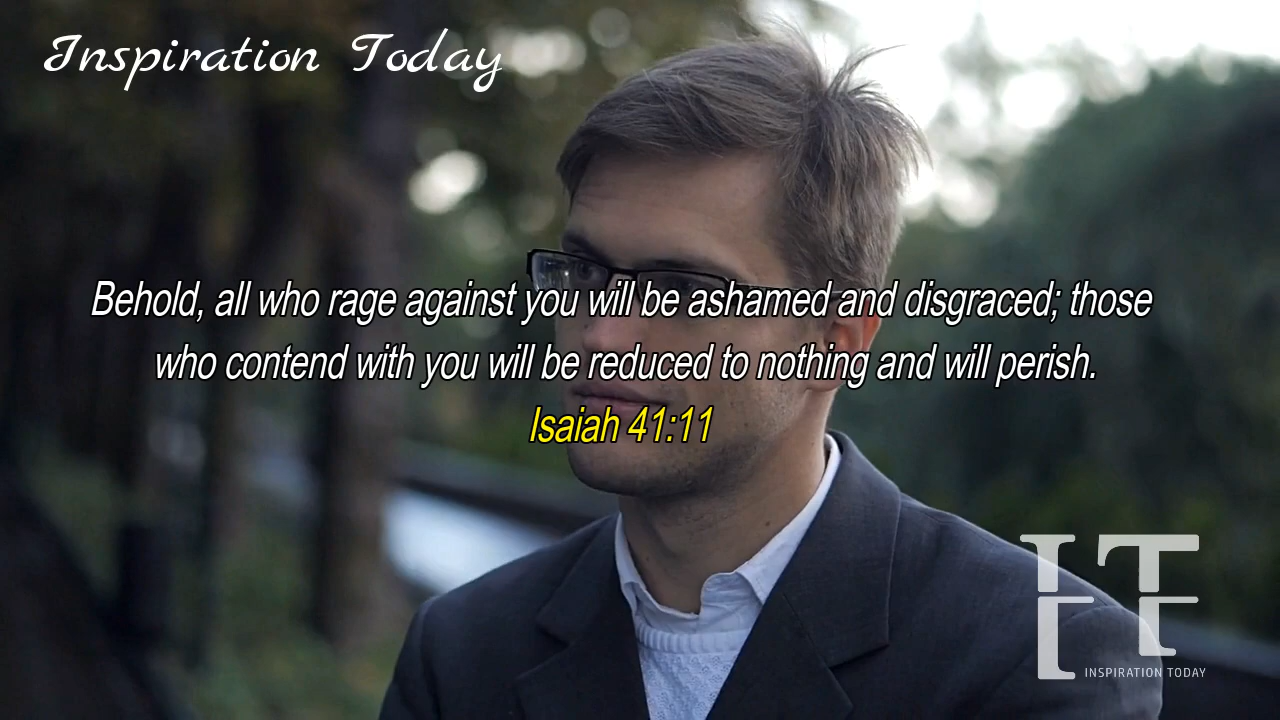 Inspiration Today
Behold, all who rage against you will be ashamed and disgraced; those
who contend with you will be reduced to nothing and will perish.
Isaiah 41:11
IT
INSPIRATION TODAY